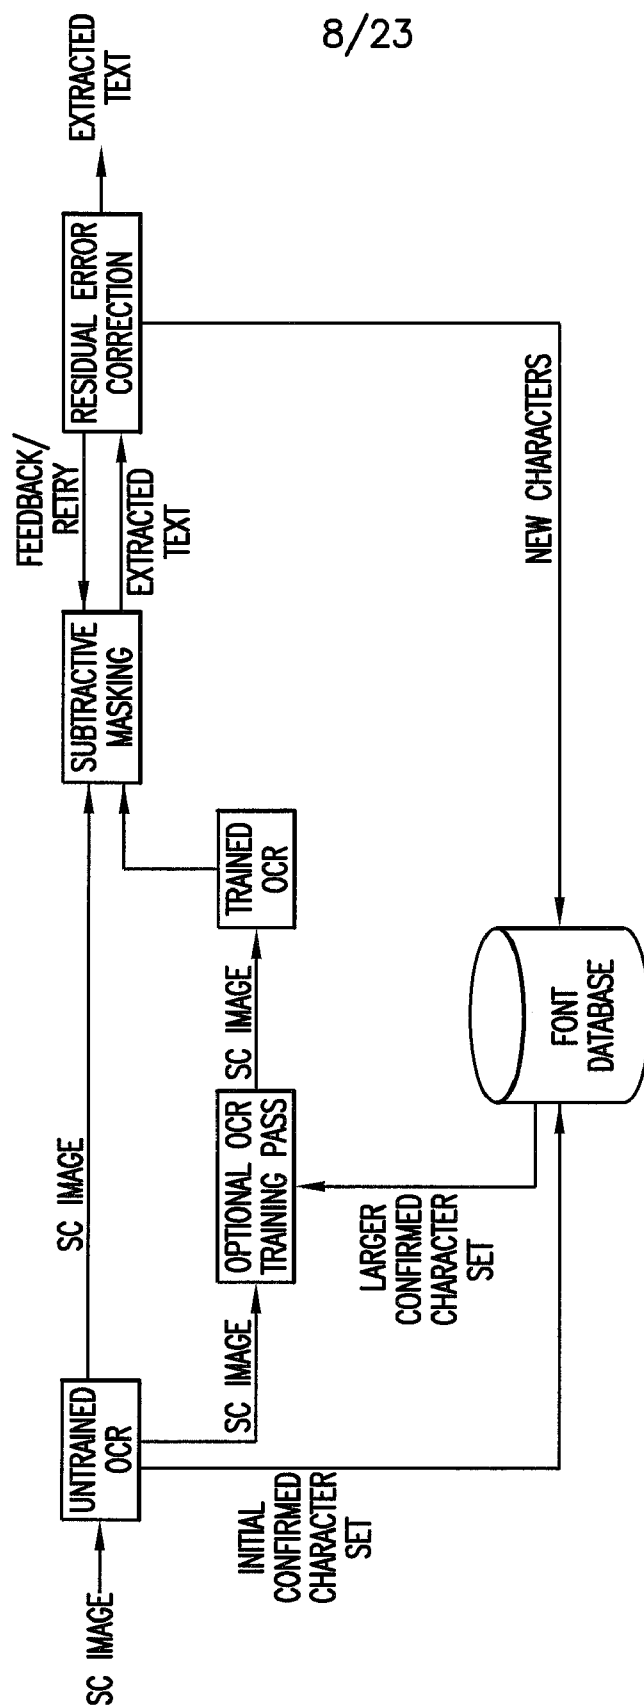 8/23
SC IMAGE
UNTRAINED
OCR
SC IMAGE
SC IMAGE
INITIAL
CONFIRMED
CHARACTER
SET
OPTIONAL OCR
TRAINING PASS
LARGER
CONFIRMED
CHARACTER
SET
SC IMAGE
TRAINED
OCR
FONT
DATABASE
SUBTRACTIVE
MASKING
FEEDBACK/
RETRY
EXTRACTED
TEXT
NEW CHARACTERS
RESIDUAL ERROR
CORRECTION
EXTRACTED
TEXT